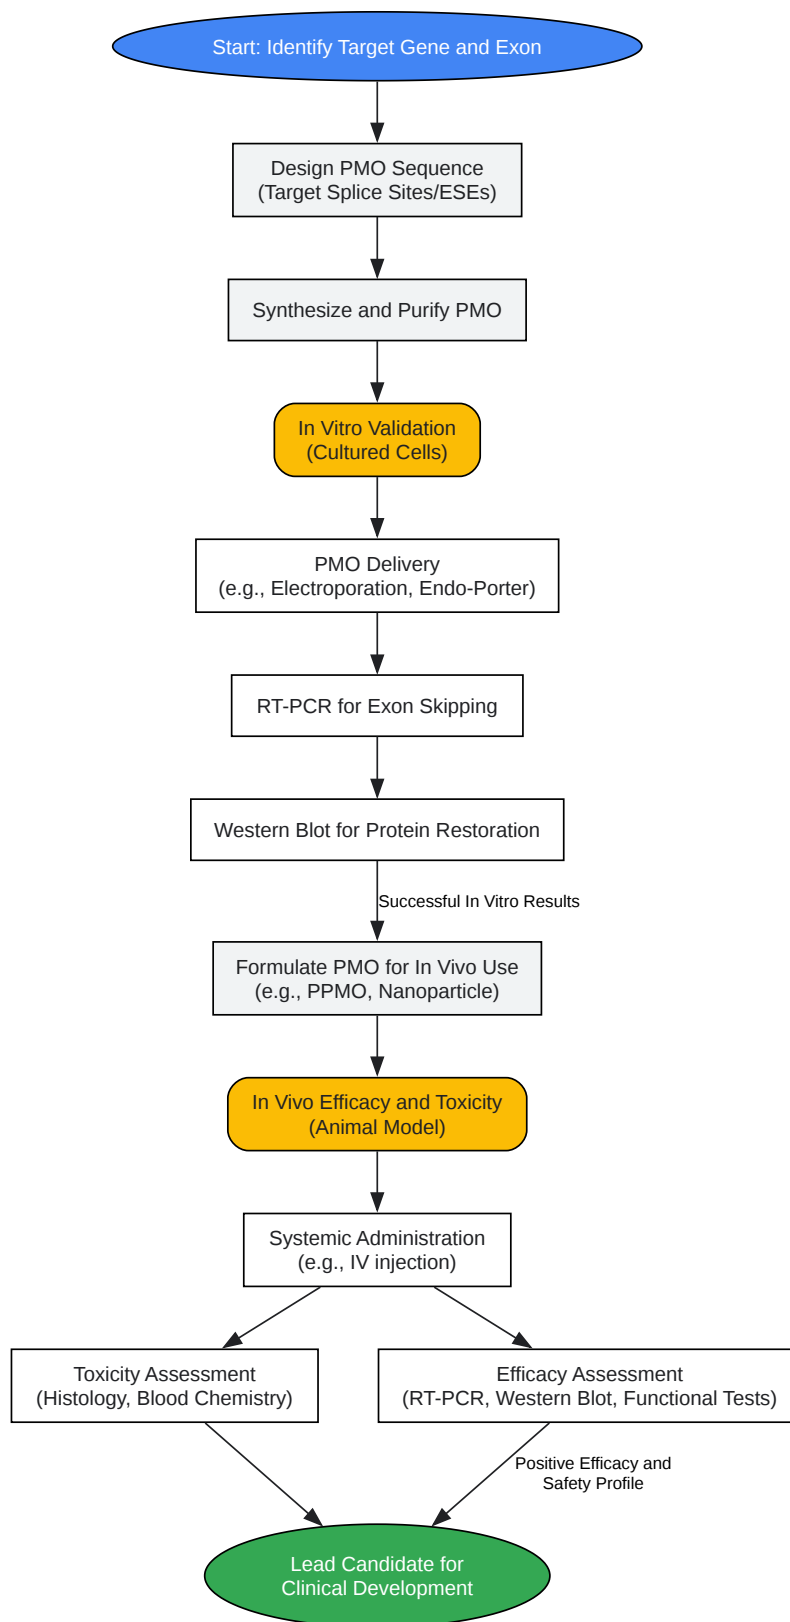 Start: Identify Target Gene and Exon
Design PMO Sequence
(Target Splice Sites/ESEs)
Synthesize and Purify PMO
In Vitro Validation
(Cultured Cells)
PMO Delivery
(e.g., Electroporation, Endo-Porter)
RT-PCR for Exon Skipping
Western Blot for Protein Restoration
Successful In Vitro Results
Formulate PMO for In Vivo Use
(e.g., PPMO, Nanoparticle)
In Vivo Efficacy and Toxicity
(Animal Model)
Systemic Administration
(e.g., IV injection)
Toxicity Assessment
(Histology, Blood Chemistry)
Efficacy Assessment
(RT-PCR, Western Blot, Functional Tests)
Positive Efficacy and
Safety Profile
Lead Candidate for
Clinical Development